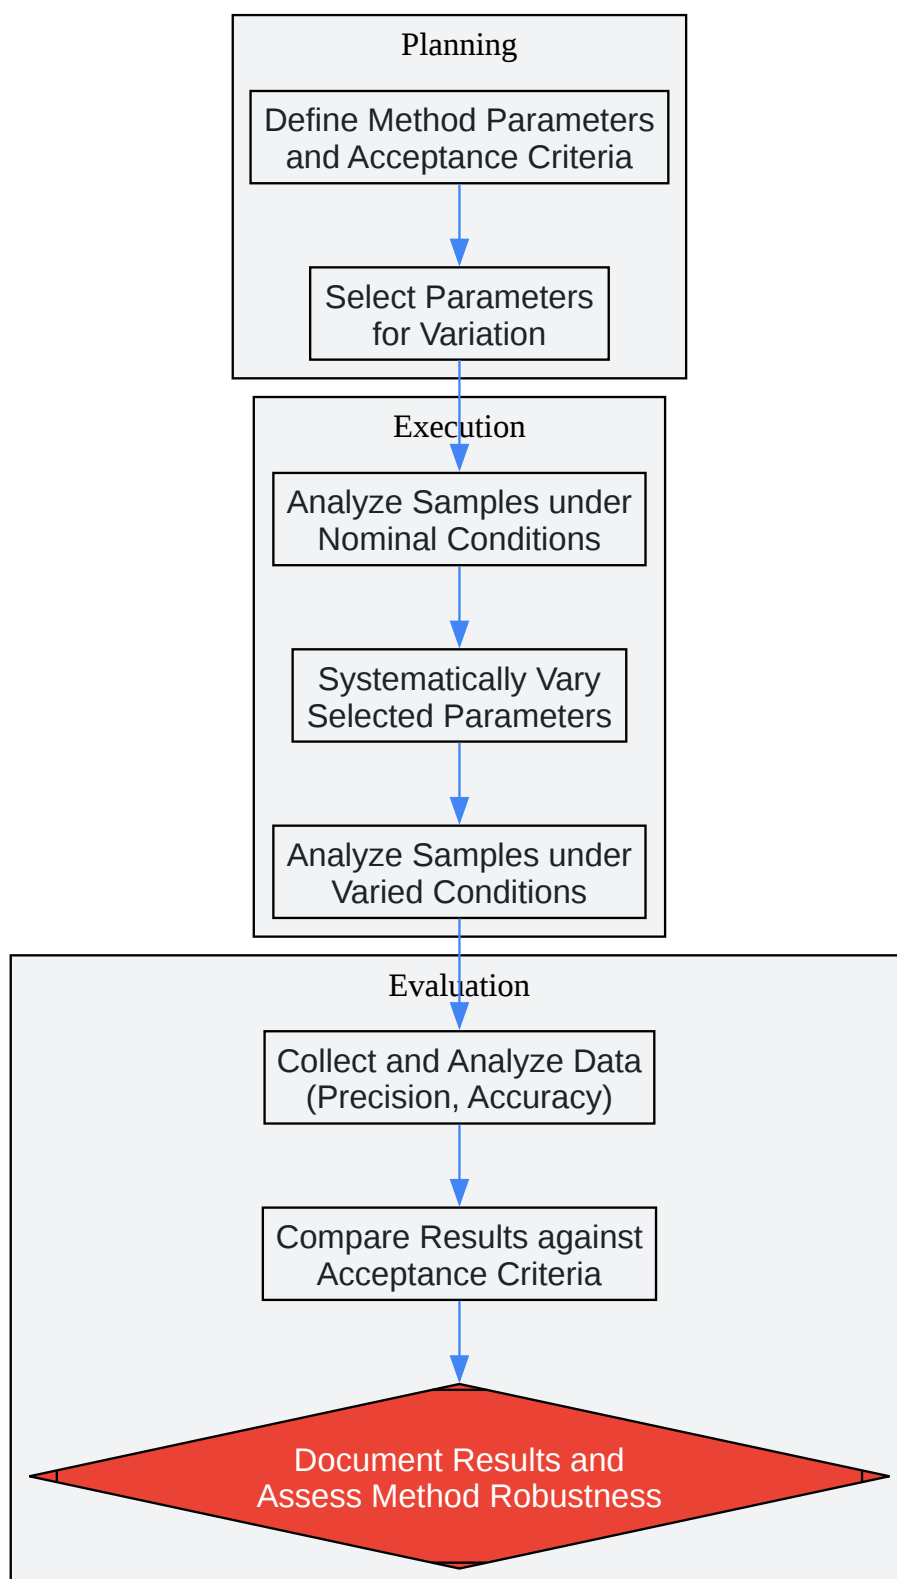 Planning
Define Method Parameters
and Acceptance Criteria
Select Parameters
for Variation
Execution
Analyze Samples under
Nominal Conditions
Systematically Vary
Selected Parameters
Analyze Samples under
Varied Conditions
Evaluation
Collect and Analyze Data
(Precision, Accuracy)
Compare Results against
Acceptance Criteria
Document Results and
Assess Method Robustness